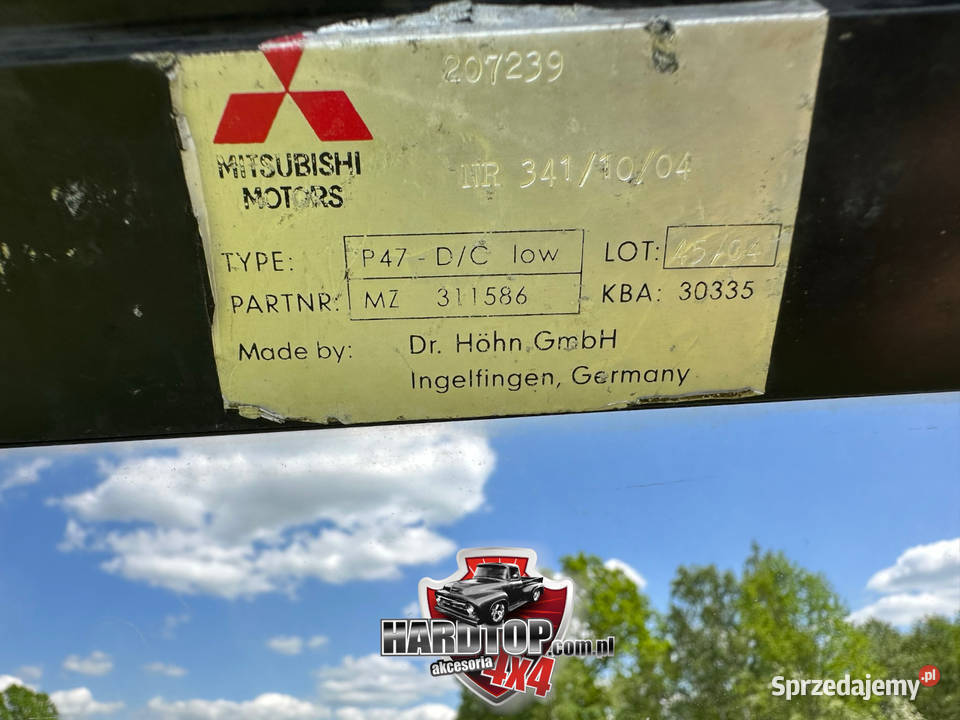 207239
MITSUBISHI
MOTORS
NR 341/10/04
TYPE: P47 - D/C low LOT: 45/04
PARTNR: MZ 311586 KBA: 30335
Made by: Dr. Höhn GmbH
Ingelfingen, Germany
HARDTOP.com.pl
akcesoria 4x4
Sprzedajemy.pl